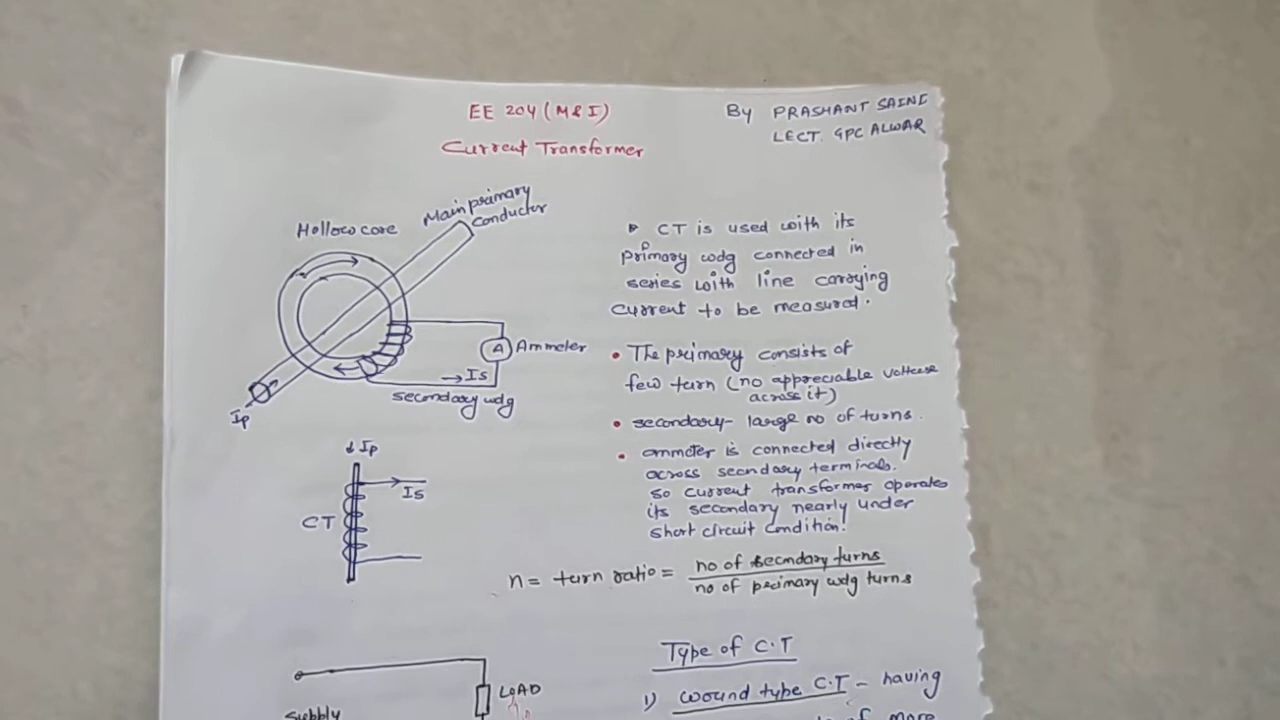 EE 204 (M & I)
By PRASHANT SAINI
LECT. GPC ALWAR
Current Transformer
Hollow core
Main primary
conductor
A
Ammeter
→ Is
secondary wdg
Ip
↓ Ip
Is
CT
▶ CT is used with its
primary wdg connected in
series with line carrying
current to be measured.
• The primary consists of
few turn (no appreciable voltage
across it)
• secondary- large no of turns.
• ammeter is connected directly
across secndary terminals.
so current transformer operates
its secondary nearly under
short circuit condition.
n = turn ratio = no of secondary turns
no of primary wdg turns
Type of C.T
1) wound type C.T - having
of more
LOAD
Supply